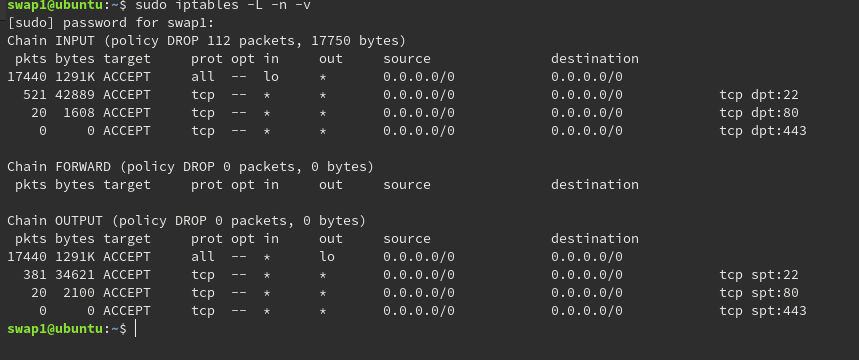 swap1@ubuntu:~$ sudo iptables -L -n -v
[sudo] password for swap1:
Chain INPUT (policy DROP 112 packets, 17750 bytes)
 pkts bytes target     prot opt in     out     source               destination
17440 1291K ACCEPT     all  --  lo     *       0.0.0.0/0            0.0.0.0/0
  521 42889 ACCEPT     tcp  --  *      *       0.0.0.0/0            0.0.0.0/0            tcp dpt:22
   20  1608 ACCEPT     tcp  --  *      *       0.0.0.0/0            0.0.0.0/0            tcp dpt:80
    0     0 ACCEPT     tcp  --  *      *       0.0.0.0/0            0.0.0.0/0            tcp dpt:443

Chain FORWARD (policy DROP 0 packets, 0 bytes)
 pkts bytes target     prot opt in     out     source               destination

Chain OUTPUT (policy DROP 0 packets, 0 bytes)
 pkts bytes target     prot opt in     out     source               destination
17440 1291K ACCEPT     all  --  *      lo      0.0.0.0/0            0.0.0.0/0
  381 34621 ACCEPT     tcp  --  *      *       0.0.0.0/0            0.0.0.0/0            tcp spt:22
   20  2100 ACCEPT     tcp  --  *      *       0.0.0.0/0            0.0.0.0/0            tcp spt:80
    0     0 ACCEPT     tcp  --  *      *       0.0.0.0/0            0.0.0.0/0            tcp spt:443
swap1@ubuntu:~$